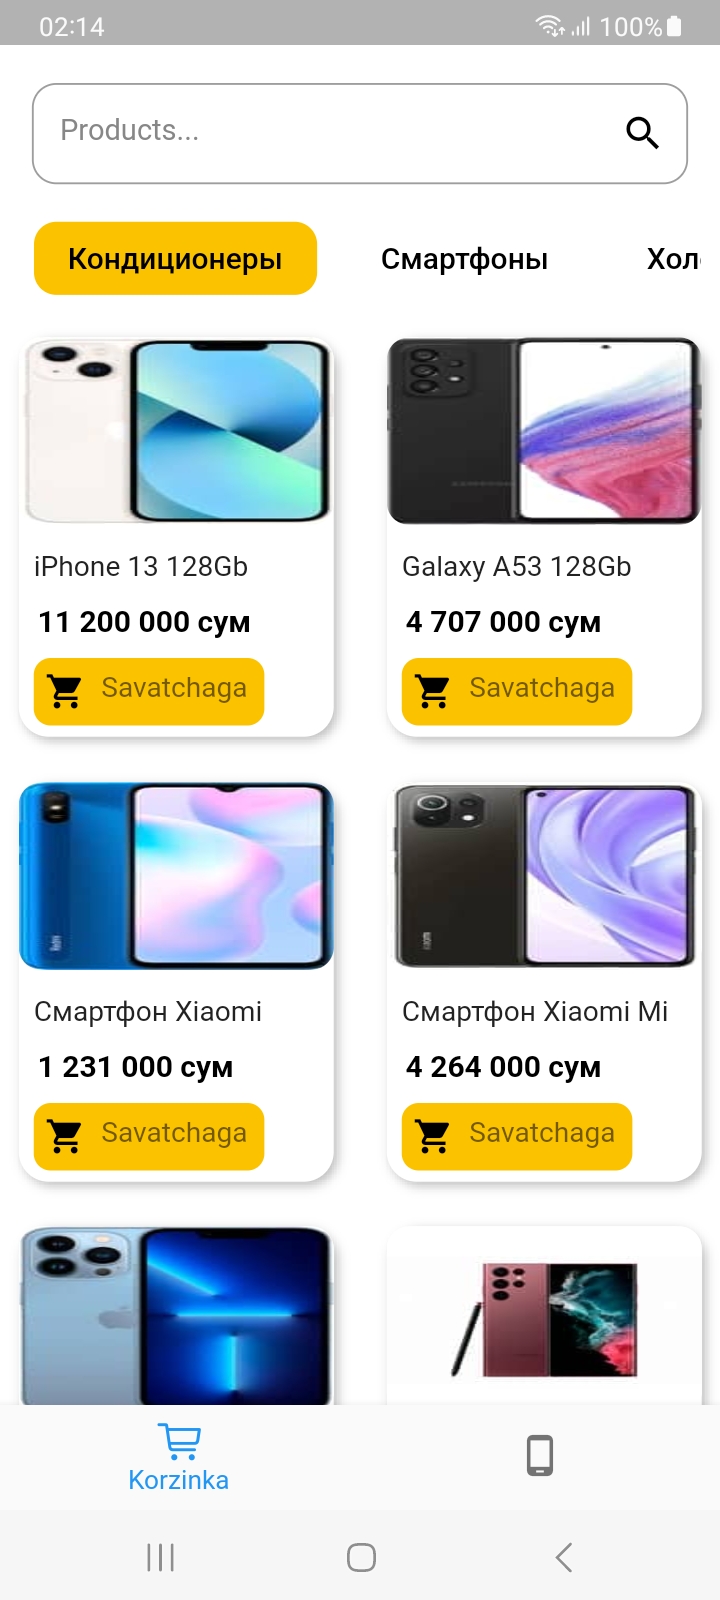 02:14 100%
Products...
Кондиционеры Смартфоны Хол
iPhone 13 128Gb
11 200 000 сум
Savatchaga
Galaxy A53 128Gb
4 707 000 сум
Savatchaga
Смартфон Xiaomi
1 231 000 сум
Savatchaga
Смартфон Xiaomi Mi
4 264 000 сум
Savatchaga
Korzinka